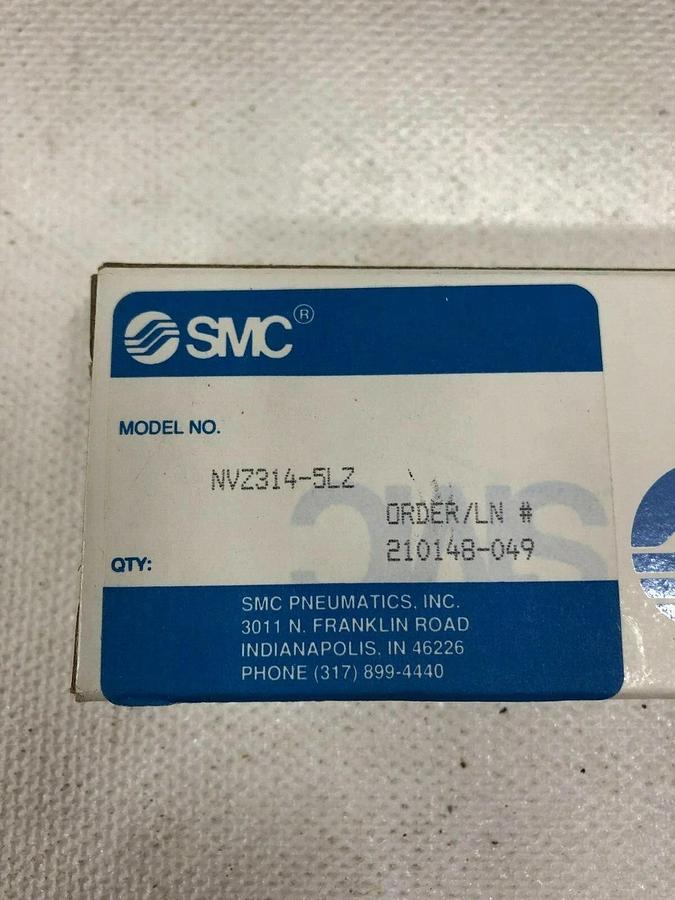 SMC®
MODEL NO.
NVZ314-5LZ
ORDER/LN #
210148-049
QTY:
SMC PNEUMATICS, INC.
3011 N. FRANKLIN ROAD
INDIANAPOLIS, IN 46226
PHONE (317) 899-4440